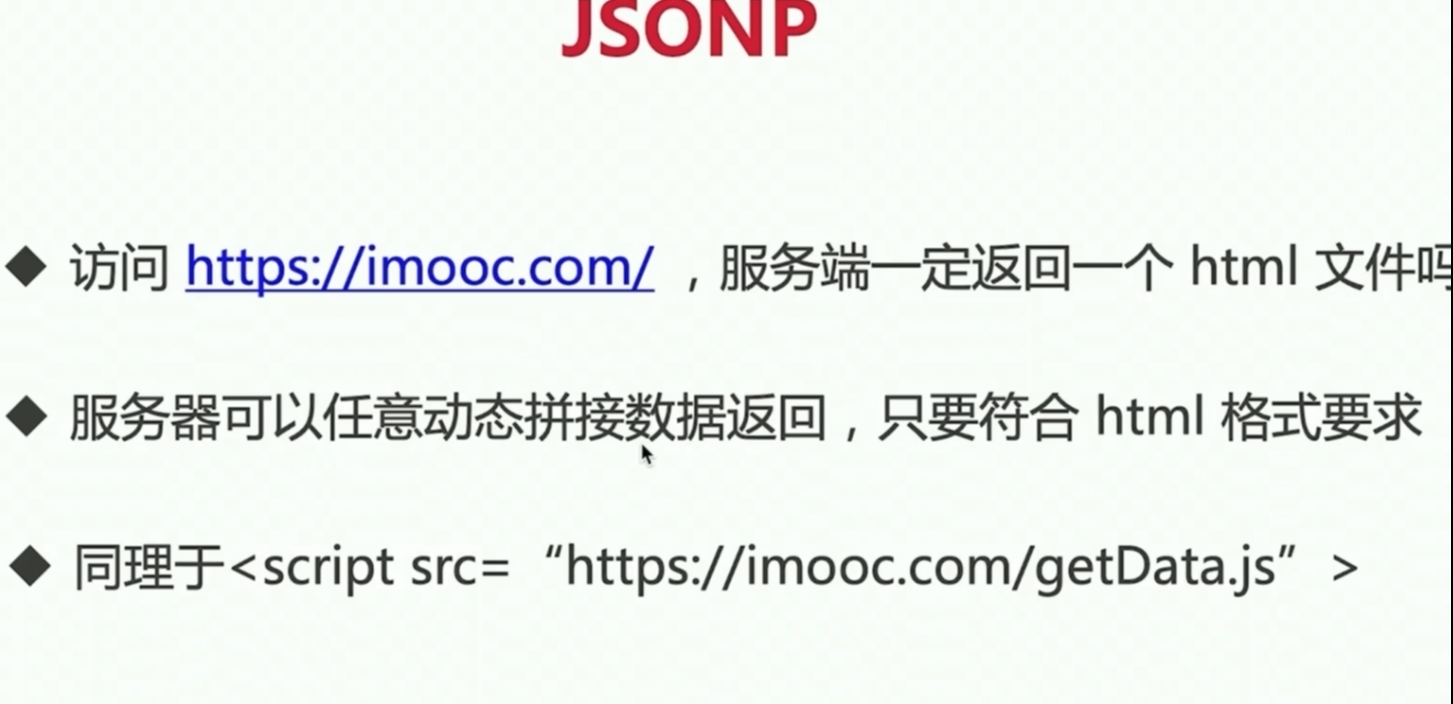 JSONP
◆ 访问 https://imooc.com/ ，服务端一定返回一个 html 文件吗
◆ 服务器可以任意动态拼接数据返回，只要符合 html 格式要求
◆ 同理于<script src= “https://imooc.com/getData.js” >